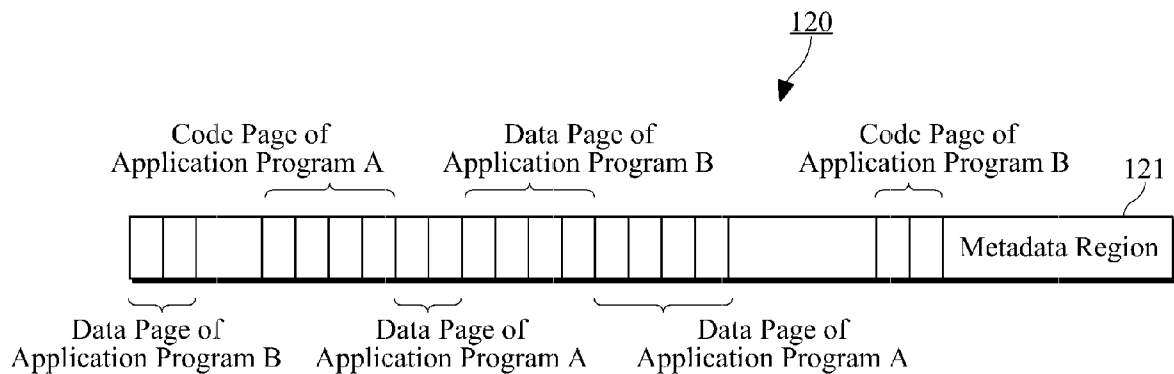 120
Code Page of
Application Program A
Data Page of
Application Program B
Code Page of
Application Program B
121
Metadata Region
Data Page of
Application Program B
Data Page of
Application Program A
Data Page of
Application Program A